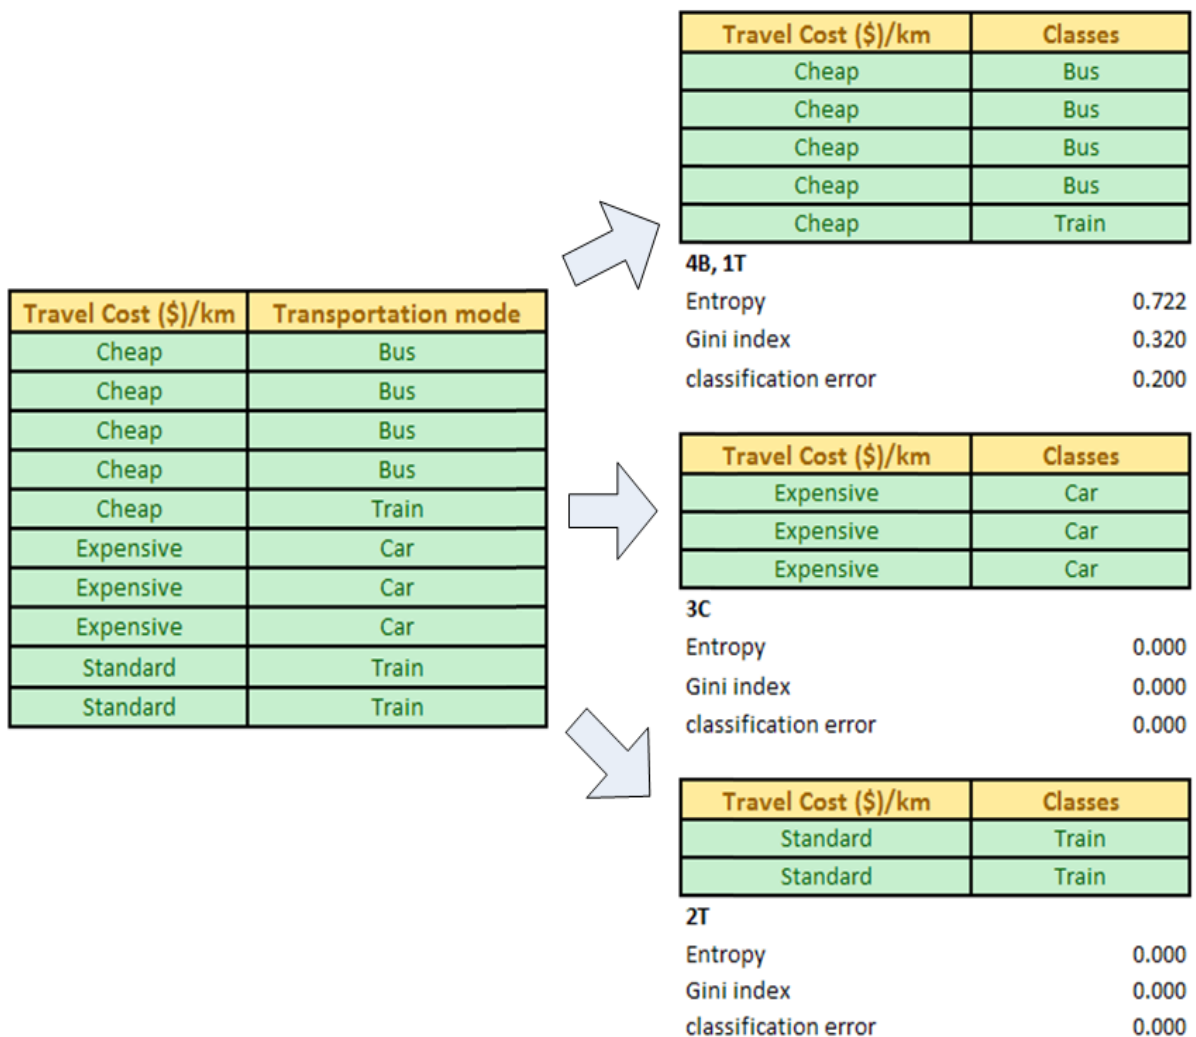 Travel Cost ($)/km Transportation mode
Cheap Bus
Cheap Bus
Cheap Bus
Cheap Bus
Cheap Train
Expensive Car
Expensive Car
Expensive Car
Standard Train
Standard Train
Travel Cost ($)/km Classes
Cheap Bus
Cheap Bus
Cheap Bus
Cheap Bus
Cheap Train
4B, 1T
Entropy 0.722
Gini index 0.320
classification error 0.200
Travel Cost ($)/km Classes
Expensive Car
Expensive Car
Expensive Car
3C
Entropy 0.000
Gini index 0.000
classification error 0.000
Travel Cost ($)/km Classes
Standard Train
Standard Train
2T
Entropy 0.000
Gini index 0.000
classification error 0.000